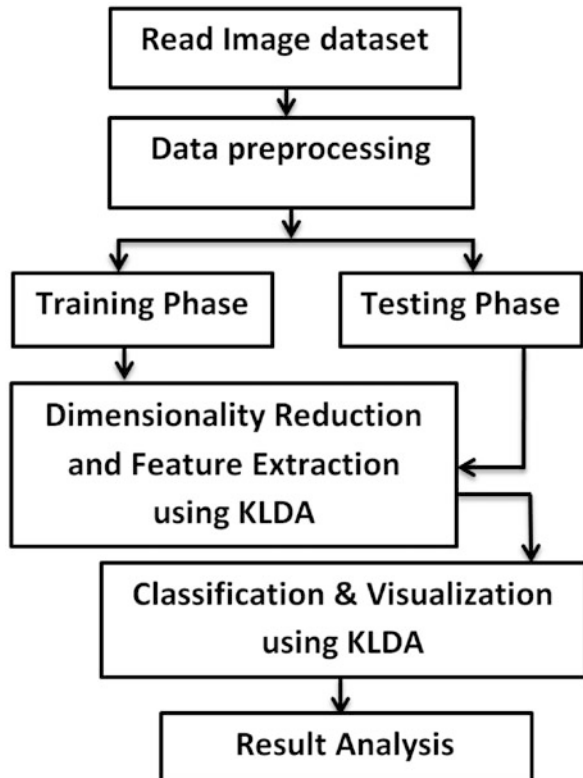 Read Image dataset
Data preprocessing
Training Phase
Testing Phase
Dimensionality Reduction
and Feature Extraction
using KLDA
Classification & Visualization
using KLDA
Result Analysis